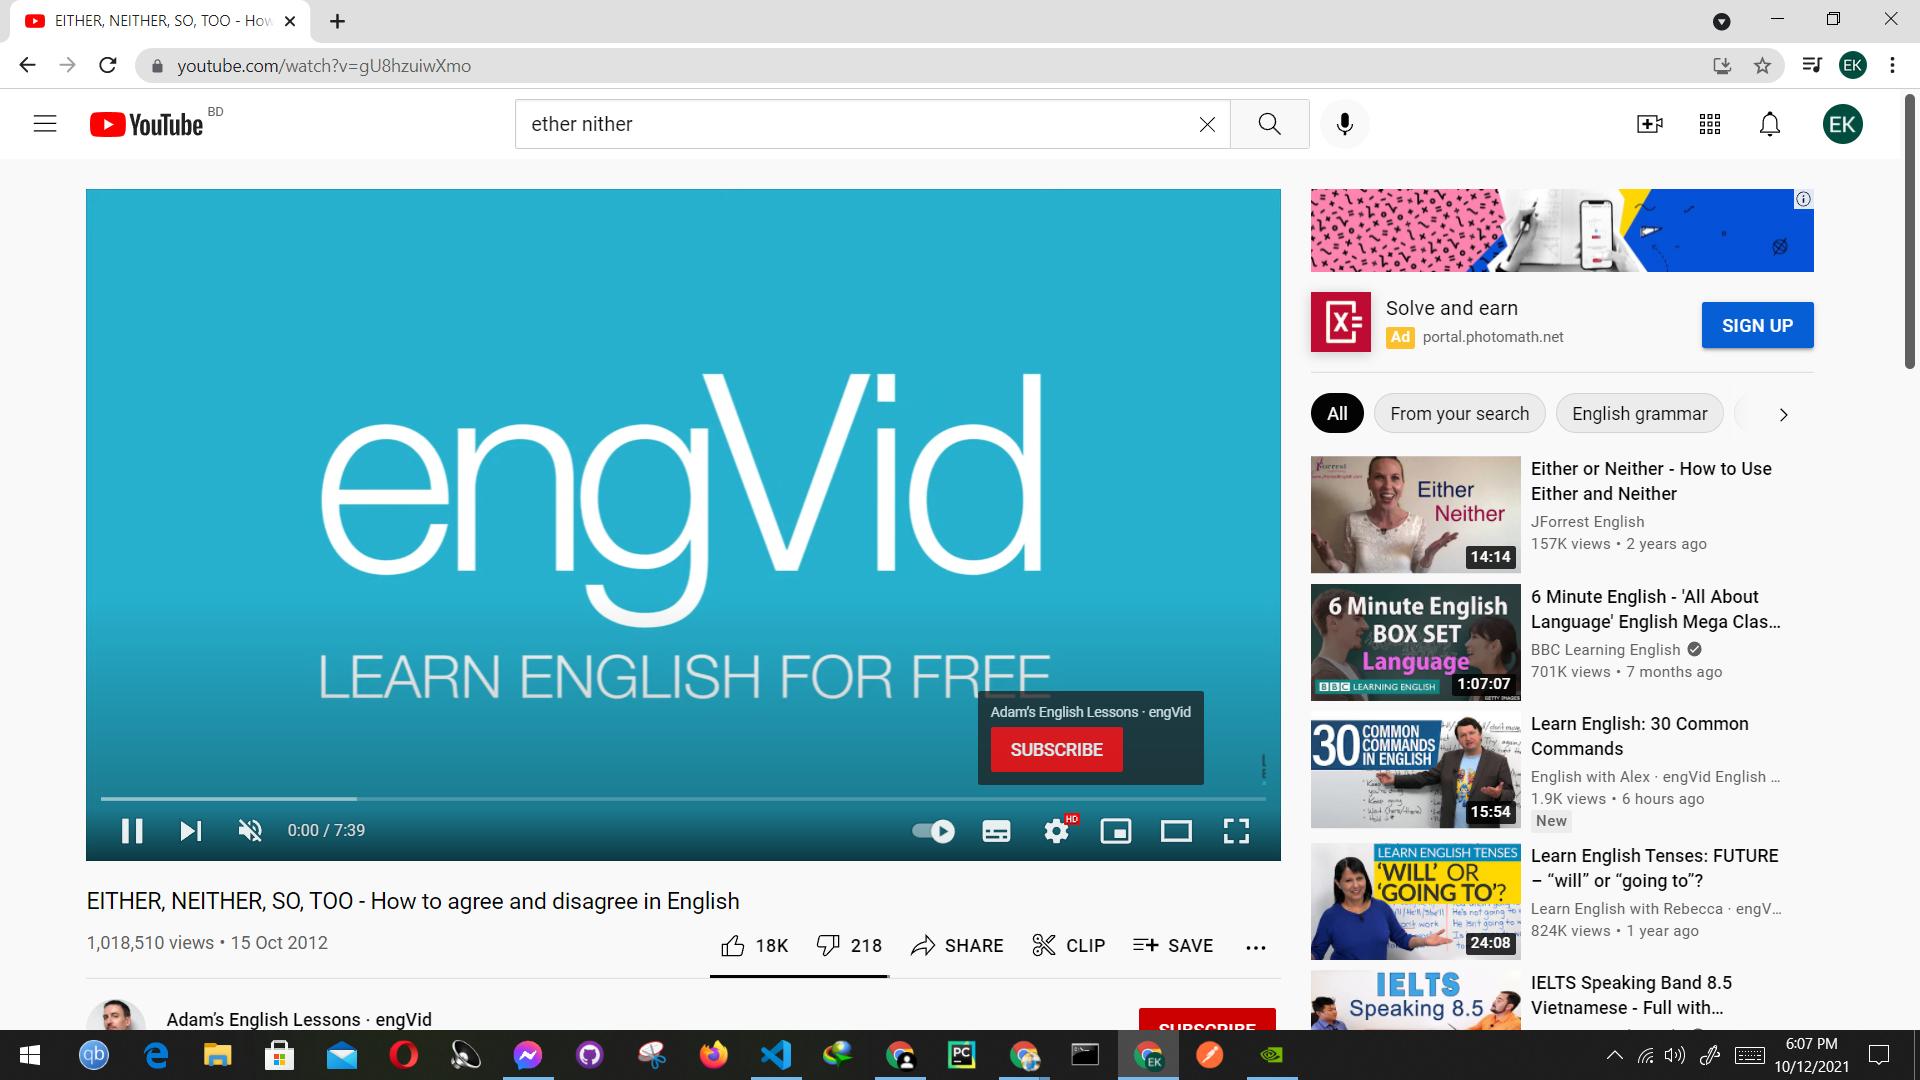 EITHER, NEITHER, SO, TOO - How
youtube.com/watch?v=gU8hzuiwXmo
EK
YouTube BD
ether nither
EK
engVid
LEARN ENGLISH FOR FREE
Adam's English Lessons · engVid
SUBSCRIBE
0:00 / 7:39
HD
EITHER, NEITHER, SO, TOO - How to agree and disagree in English
1,018,510 views • 15 Oct 2012
18K
218
SHARE
CLIP
SAVE
Adam's English Lessons · engVid
SUBSCRIBE
Solve and earn
Ad portal.photomath.net
SIGN UP
All
From your search
English grammar
Either
Neither
14:14
Either or Neither - How to Use
Either and Neither
JForrest English
157K views • 2 years ago
6 Minute English
BOX SET
Language
BBC LEARNING ENGLISH
1:07:07
6 Minute English - 'All About
Language' English Mega Clas...
BBC Learning English
701K views • 7 months ago
30 COMMON
COMMANDS
IN ENGLISH
15:54
Learn English: 30 Common
Commands
English with Alex · engVid English ...
1.9K views • 6 hours ago
New
LEARN ENGLISH TENSES
'WILL' OR
'GOING TO'?
24:08
Learn English Tenses: FUTURE
– “will” or “going to”?
Learn English with Rebecca · engV...
824K views • 1 year ago
IELTS
Speaking 8.5
IELTS Speaking Band 8.5
Vietnamese - Full with...
qb
PC
EK
6:07 PM
10/12/2021